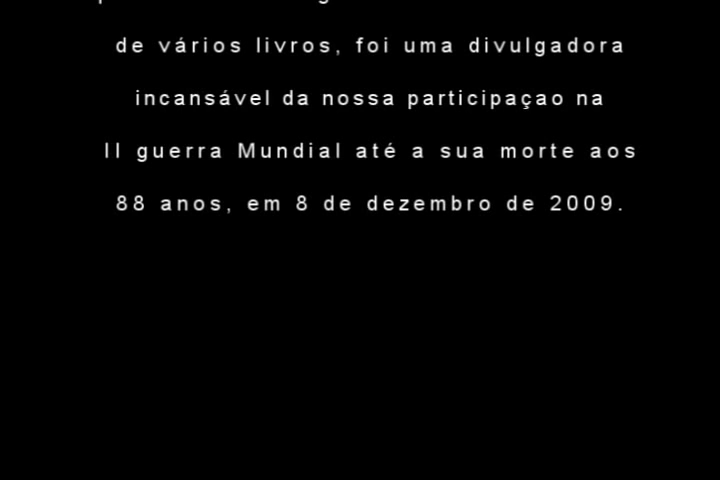 de vários livros, foi uma divulgadora
incansável da nossa participaçao na
II guerra Mundial até a sua morte aos
88 anos, em 8 de dezembro de 2009.